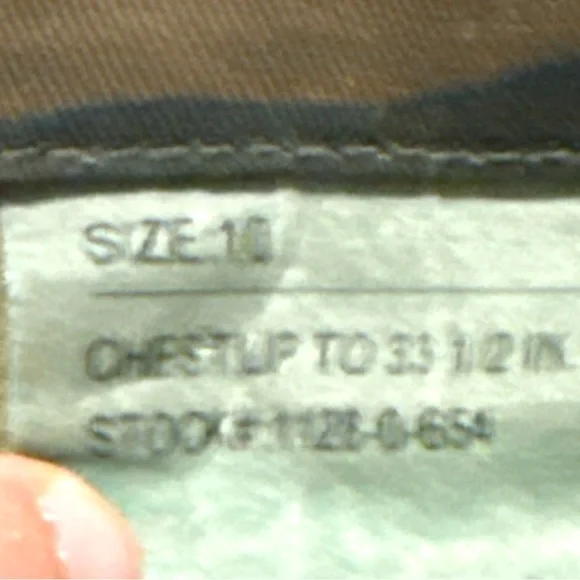 SIZE
CHEST UP TO 33 1/2 IN.
STOCK#